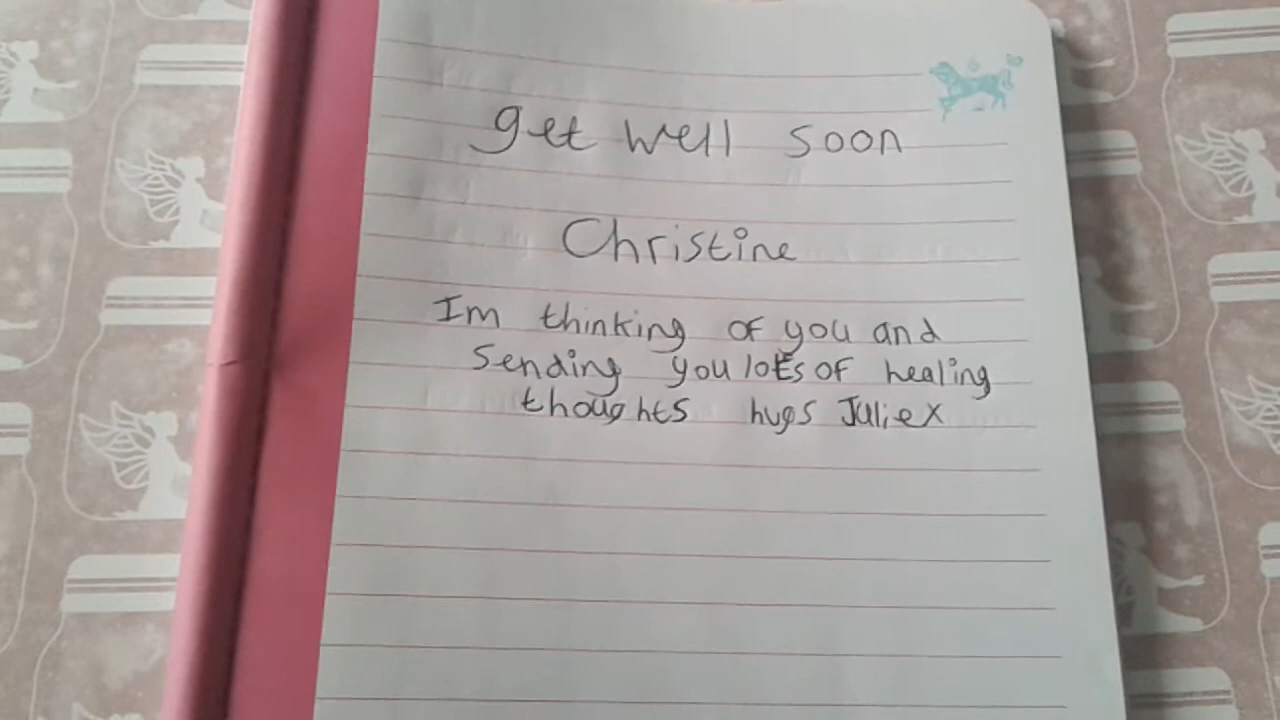 get well soon
Christine
Im thinking of you and
sending you lots of healing
thoughts hugs Julie x